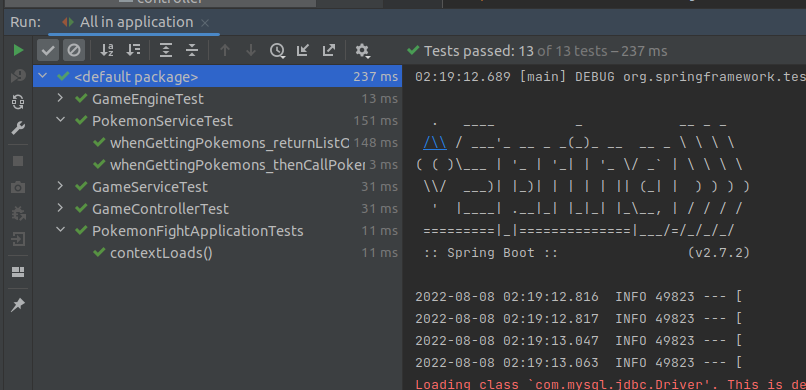 controller
Run: All in application ×
Tests passed: 13 of 13 tests – 237 ms
<default package> 237 ms
GameEngineTest 13 ms
PokemonServiceTest 151 ms
whenGettingPokemons_returnListO 148 ms
whenGettingPokemons_thenCallPoker 3 ms
GameServiceTest 31 ms
GameControllerTest 31 ms
PokemonFightApplicationTests 11 ms
contextLoads() 11 ms
02:19:12.689 [main] DEBUG org.springframework.tes
  .   ____          _            __ _ _
 /\\ / ___'_ __ _ _(_)_ __  __ _ \ \ \ \
( ( )\___ | '_ | '_| | '_ \/ _` | \ \ \ \
 \\/  ___)| |_)| | | | | || (_| |  ) ) ) )
  '  |____| .__|_| |_|_| |_\__, | / / / /
 =========|_|==============|___/=/_/_/_/
 :: Spring Boot ::                (v2.7.2)
2022-08-08 02:19:12.816  INFO 49823 --- [
2022-08-08 02:19:12.817  INFO 49823 --- [
2022-08-08 02:19:13.047  INFO 49823 --- [
2022-08-08 02:19:13.063  INFO 49823 --- [
Loading class `com.mysql.jdbc.Driver'. This is de